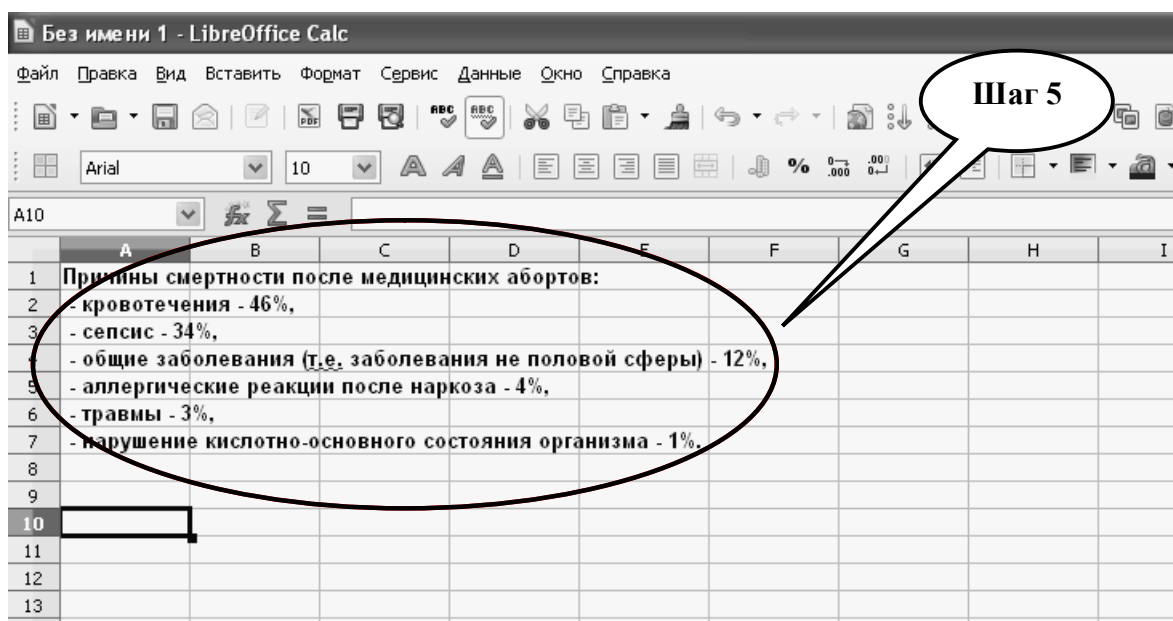 Без имени 1 - LibreOffice Calc
Файл Правка Вид Вставить Формат Сервис Данные Окно Справка
Шаг 5
Arial 10
A10
A B C D E F G H I
1 Причины смертности после медицинских абортов:
2 - кровотечения - 46%,
3 - сепсис - 34%,
4 - общие заболевания (т.е. заболевания не половой сферы) - 12%,
5 - аллергические реакции после наркоза - 4%,
6 - травмы - 3%,
7 - нарушение кислотно-основного состояния организма - 1%.
8
9
10
11
12
13